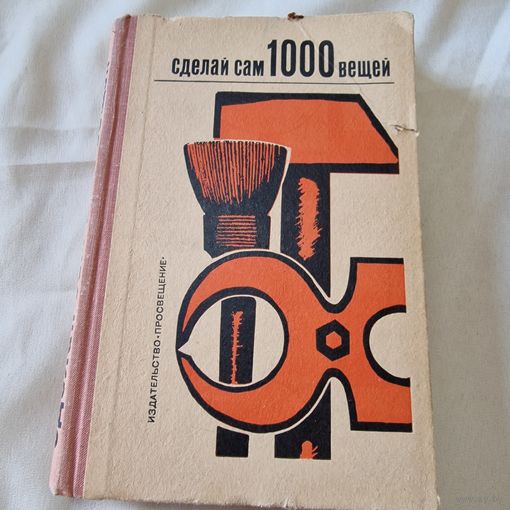 сделай сам 1000 вещей
ИЗДАТЕЛЬСТВО•ПРОСВЕЩЕНИЕ•